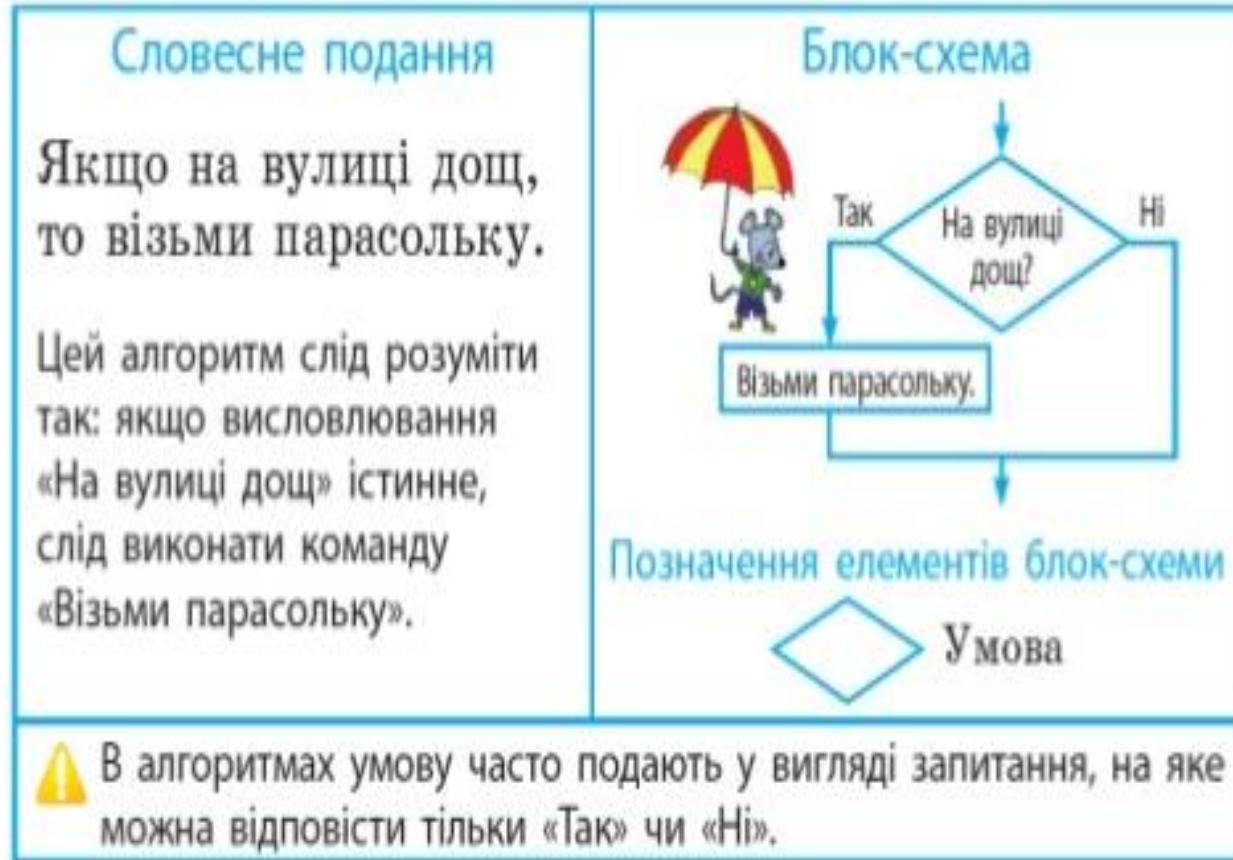 Словесне подання
Якщо на вулиці дощ,
то візьми парасольку.
Цей алгоритм слід розуміти
так: якщо висловлювання
«На вулиці дощ» істинне,
слід виконати команду
«Візьми парасольку».
Блок-схема
Так
На вулиці
дощ?
Ні
Візьми парасольку.
Позначення елементів блок-схеми
Умова
В алгоритмах умову часто подають у вигляді запитання, на яке
можна відповісти тільки «Так» чи «Ні».